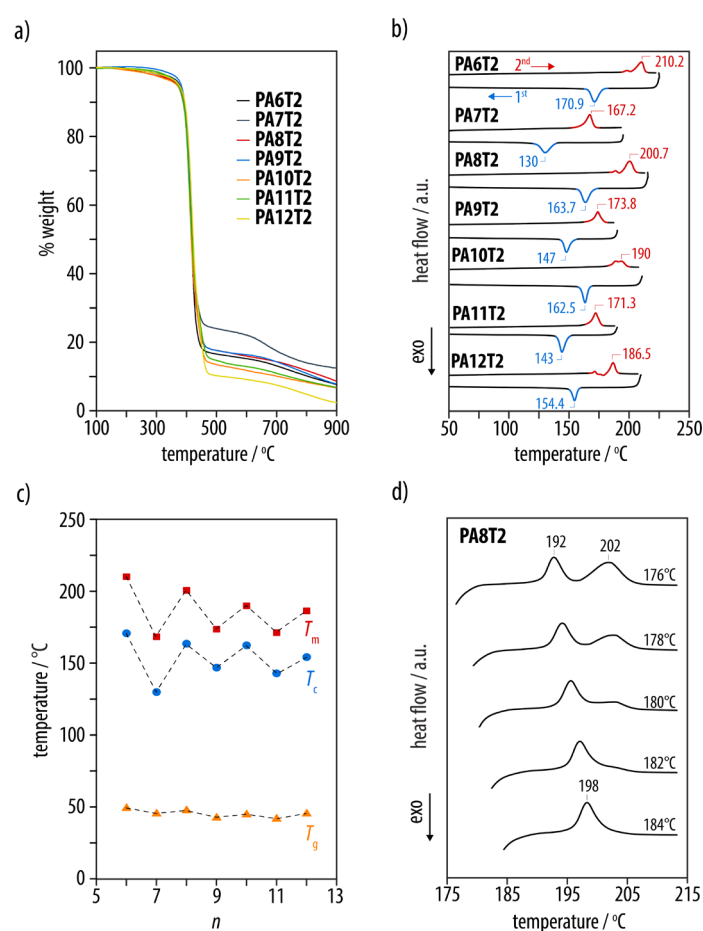 a)
100
80
60
40
20
0
100
300
500
700
900
% weight
temperature / °C
PA6T2
PA7T2
PA8T2
PA9T2
PA10T2
PA11T2
PA12T2
b)
PA6T2
2nd
210.2
1st
170.9
PA7T2
167.2
130
PA8T2
200.7
163.7
PA9T2
173.8
147
PA10T2
190
162.5
PA11T2
171.3
143
PA12T2
186.5
154.4
heat flow / a.u.
exo
50
100
150
200
250
temperature / °C
c)
250
200
150
100
50
0
temperature / °C
Tm
Tc
Tg
5
7
9
11
13
n
d)
PA8T2
192
202
176°C
178°C
180°C
182°C
198
184°C
heat flow / a.u.
exo
175
185
195
205
215
temperature / °C